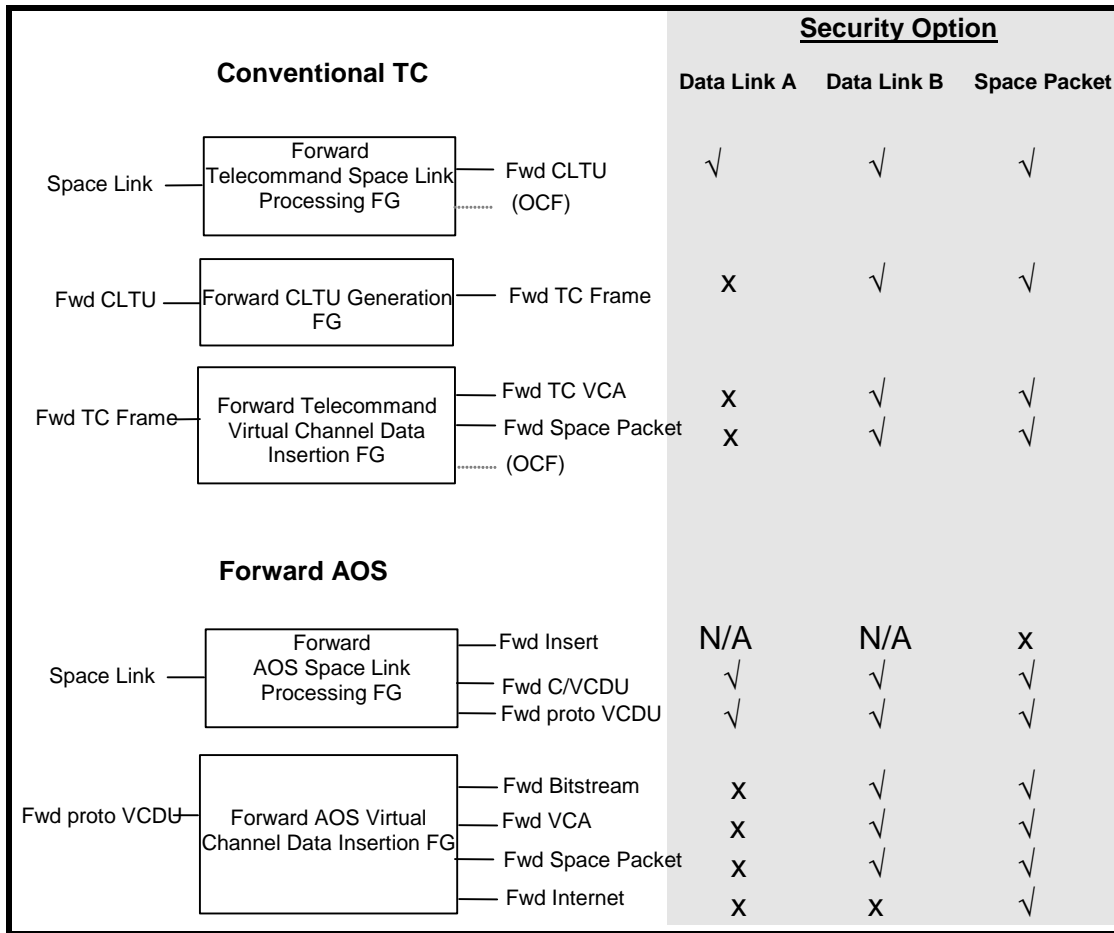 Security Option
Conventional TC
Data Link A Data Link B Space Packet
Forward
Telecommand Space Link
Processing FG
Space Link
Fwd CLTU
(OCF)
√ √ √
Fwd CLTU
Forward CLTU Generation
FG
Fwd TC Frame
x √ √
Fwd TC Frame
Forward Telecommand
Virtual Channel Data
Insertion FG
Fwd TC VCA
x √ √
Fwd Space Packet
x √ √
(OCF)
Forward AOS
Space Link
Forward
AOS Space Link
Processing FG
Fwd Insert
N/A N/A x
Fwd C/VCDU
√ √ √
Fwd proto VCDU
√ √ √
Fwd proto VCDU
Forward AOS Virtual
Channel Data Insertion FG
Fwd Bitstream
x √ √
Fwd VCA
x √ √
Fwd Space Packet
x √ √
Fwd Internet
x x √